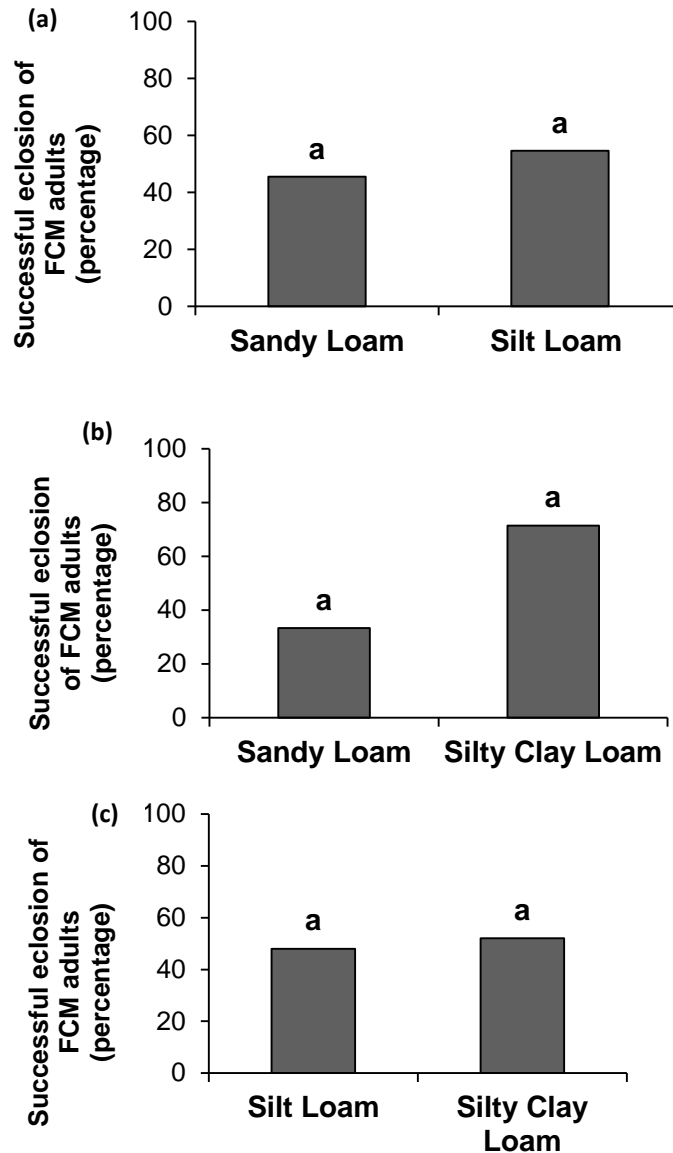 (a)
Successful eclosion of
FCM adults
(percentage)
100
80
60
40
20
0
a
a
Sandy Loam
Silt Loam
(b)
Successful eclosion
of FCM adults
(percentage)
100
80
60
40
20
0
a
a
Sandy Loam
Silty Clay Loam
(c)
Successful eclosion of
FCM adults
(percentage)
100
80
60
40
20
0
a
a
Silt Loam
Silty Clay
Loam